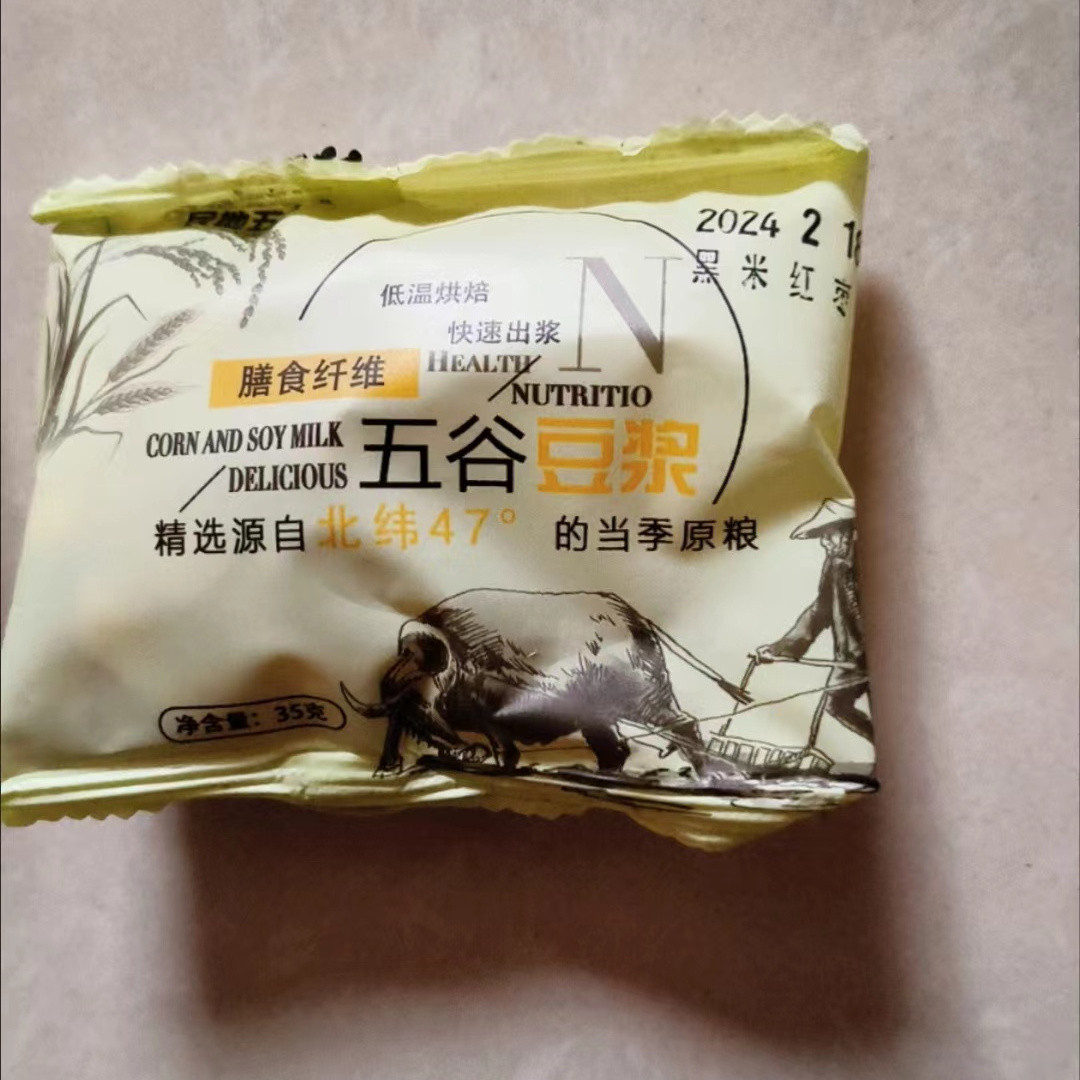 2024 2 18
黑米红枣
低温烘焙
N
快速出浆
HEALTH
膳食纤维
NUTRITIO
CORN AND SOY MILK
DELICIOUS
五谷豆浆
精选源自北纬47°的当季原粮
净含量：35克